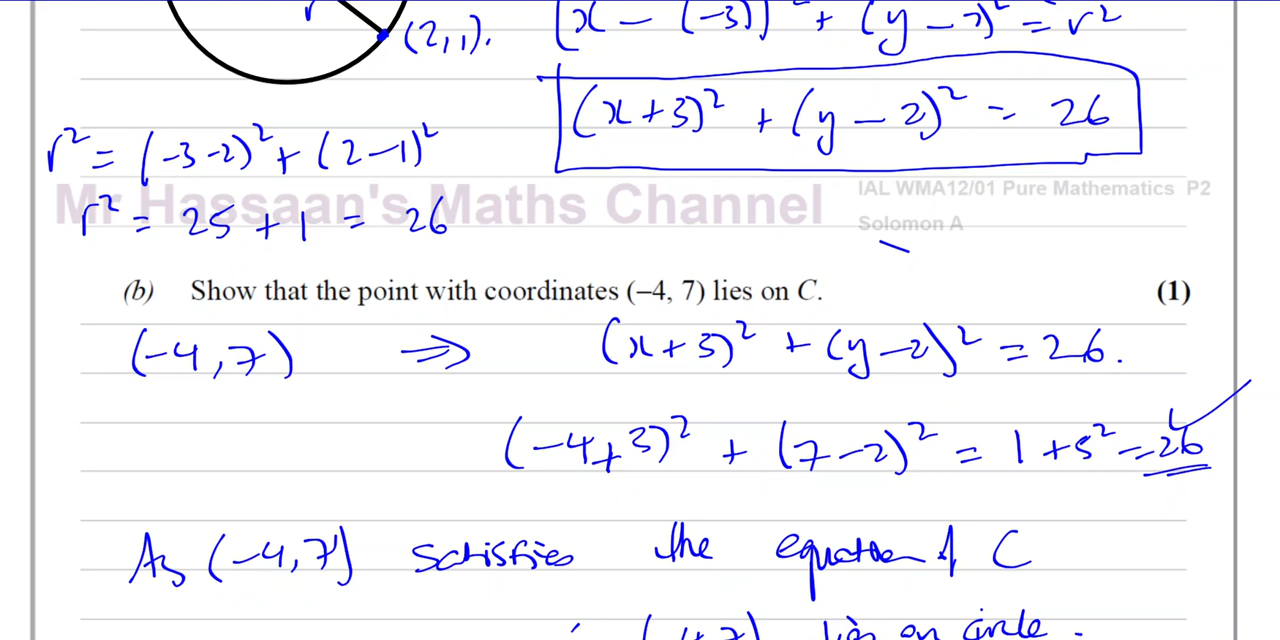 r (2,1). [x - (-3)]² + (y - 2)² = r²
(x+3)² + (y-2)² = 26
r² = (-3-2)² + (2-1)²
Mr Hassaan's Maths Channel
IAL WMA12/01 Pure Mathematics P2
Solomon A
r² = 25 + 1 = 26
(b) Show that the point with coordinates (–4, 7) lies on C. (1)
(-4,7) ⇒ (x+3)² + (y-2)² = 26.
(-4+3)² + (7-2)² = 1+5² = 26
As (-4,7) satisfies the equation of C
∴ (-4,7) lies on circle.